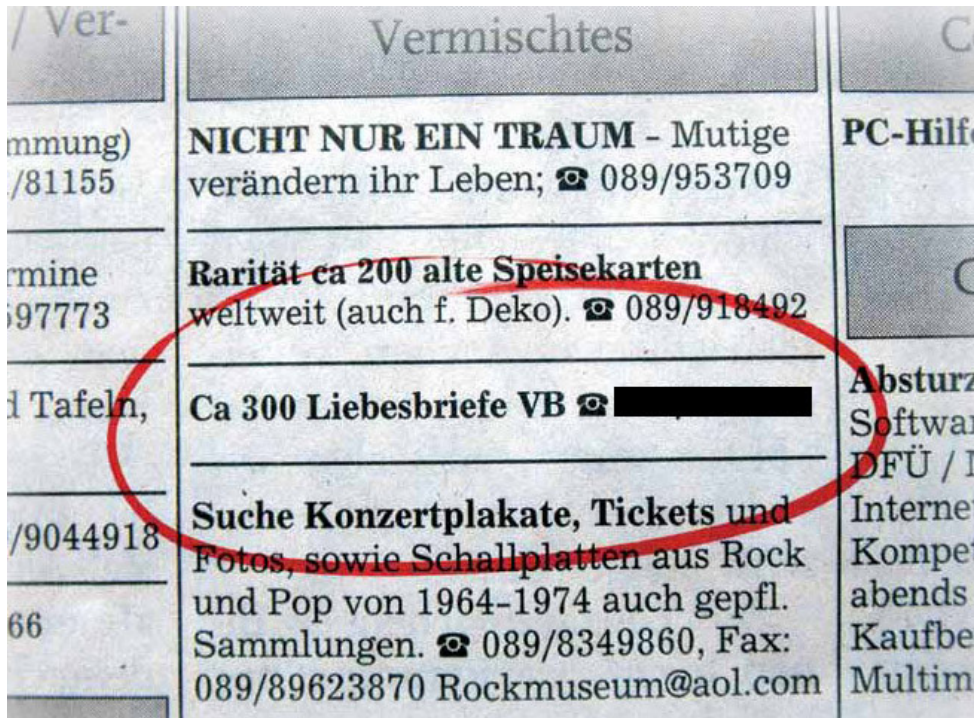 / Ver-
mmung)
/81155
rmine
597773
d Tafeln,
/9044918
66
Vermischtes
NICHT NUR EIN TRAUM – Mutige
verändern ihr Leben; ☎ 089/953709
Rarität ca 200 alte Speisekarten
weltweit (auch f. Deko). ☎ 089/918492
Ca 300 Liebesbriefe VB ☎
Suche Konzertplakate, Tickets und
Fotos, sowie Schallplatten aus Rock
und Pop von 1964–1974 auch gepfl.
Sammlungen. ☎ 089/8349860, Fax:
089/89623870 Rockmuseum@aol.com
C
PC-Hilf
C
Absturz
Softwar
DFÜ /
Interne
Kompet
abends
Kaufbe
Multim